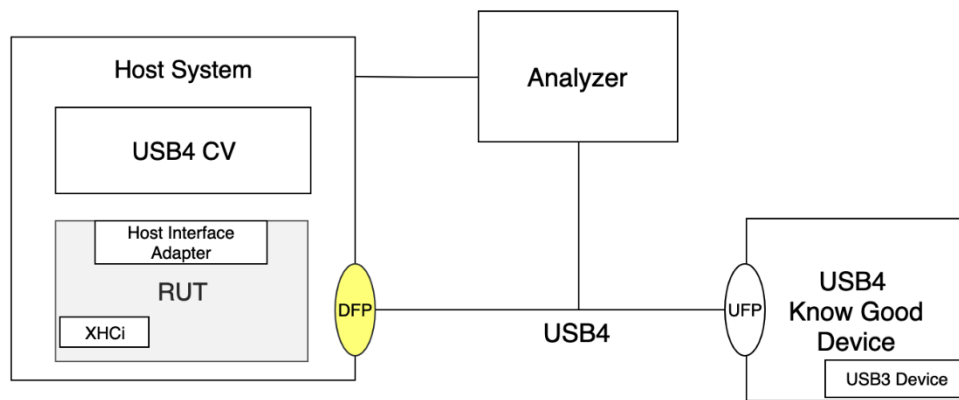 Host System
Analyzer
USB4 CV
Host Interface
Adapter
RUT
XHCi
DFP
USB4
UFP
USB4
Know Good
Device
USB3 Device